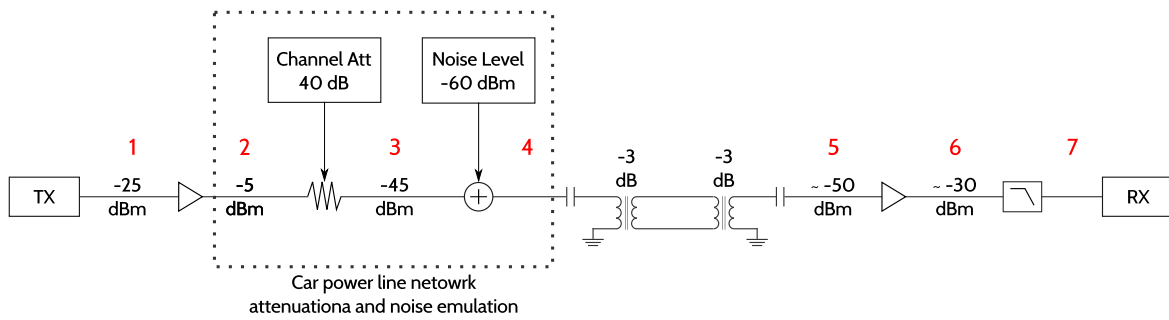 Channel Att
40 dB
Noise Level
-60 dBm
1
2
3
4
5
6
7
-3
dB
-3
dB
TX
-25
dBm
-5
dBm
-45
dBm
~ -50
dBm
~ -30
dBm
RX
Car power line netowrk
attenuationa and noise emulation